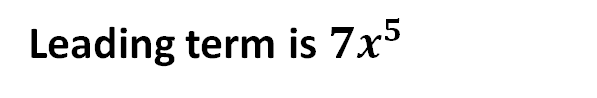 Leading term is 7x⁵